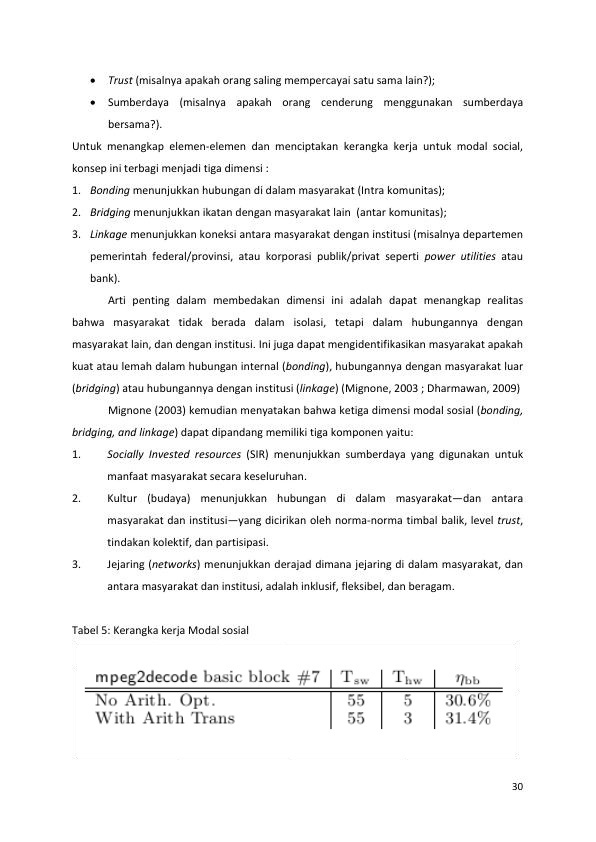 • Trust (misalnya apakah orang saling mempercayai satu sama lain?);
• Sumberdaya (misalnya apakah orang cenderung menggunakan sumberdaya
bersama?).
Untuk menangkap elemen-elemen dan menciptakan kerangka kerja untuk modal social,
konsep ini terbagi menjadi tiga dimensi :
1. Bonding menunjukkan hubungan di dalam masyarakat (Intra komunitas);
2. Bridging menunjukkan ikatan dengan masyarakat lain (antar komunitas);
3. Linkage menunjukkan koneksi antara masyarakat dengan institusi (misalnya departemen
pemerintah federal/provinsi, atau korporasi publik/privat seperti power utilities atau
bank).
Arti penting dalam membedakan dimensi ini adalah dapat menangkap realitas
bahwa masyarakat tidak berada dalam isolasi, tetapi dalam hubungannya dengan
masyarakat lain, dan dengan institusi. Ini juga dapat mengidentifikasikan masyarakat apakah
kuat atau lemah dalam hubungan internal (bonding), hubungannya dengan masyarakat luar
(bridging) atau hubungannya dengan institusi (linkage) (Mignone, 2003 ; Dharmawan, 2009)
Mignone (2003) kemudian menyatakan bahwa ketiga dimensi modal sosial (bonding,
bridging, and linkage) dapat dipandang memiliki tiga komponen yaitu:
1. Socially Invested resources (SIR) menunjukkan sumberdaya yang digunakan untuk
manfaat masyarakat secara keseluruhan.
2. Kultur (budaya) menunjukkan hubungan di dalam masyarakat—dan antara
masyarakat dan institusi—yang dicirikan oleh norma-norma timbal balik, level trust,
tindakan kolektif, dan partisipasi.
3. Jejaring (networks) menunjukkan derajad dimana jejaring di dalam masyarakat, dan
antara masyarakat dan institusi, adalah inklusif, fleksibel, dan beragam.
Tabel 5: Kerangka kerja Modal sosial
mpeg2decode basic block #7 | Tsw | Thw | ηbb
No Arith. Opt. | 55 | 5 | 30.6%
With Arith Trans | 55 | 3 | 31.4%
30